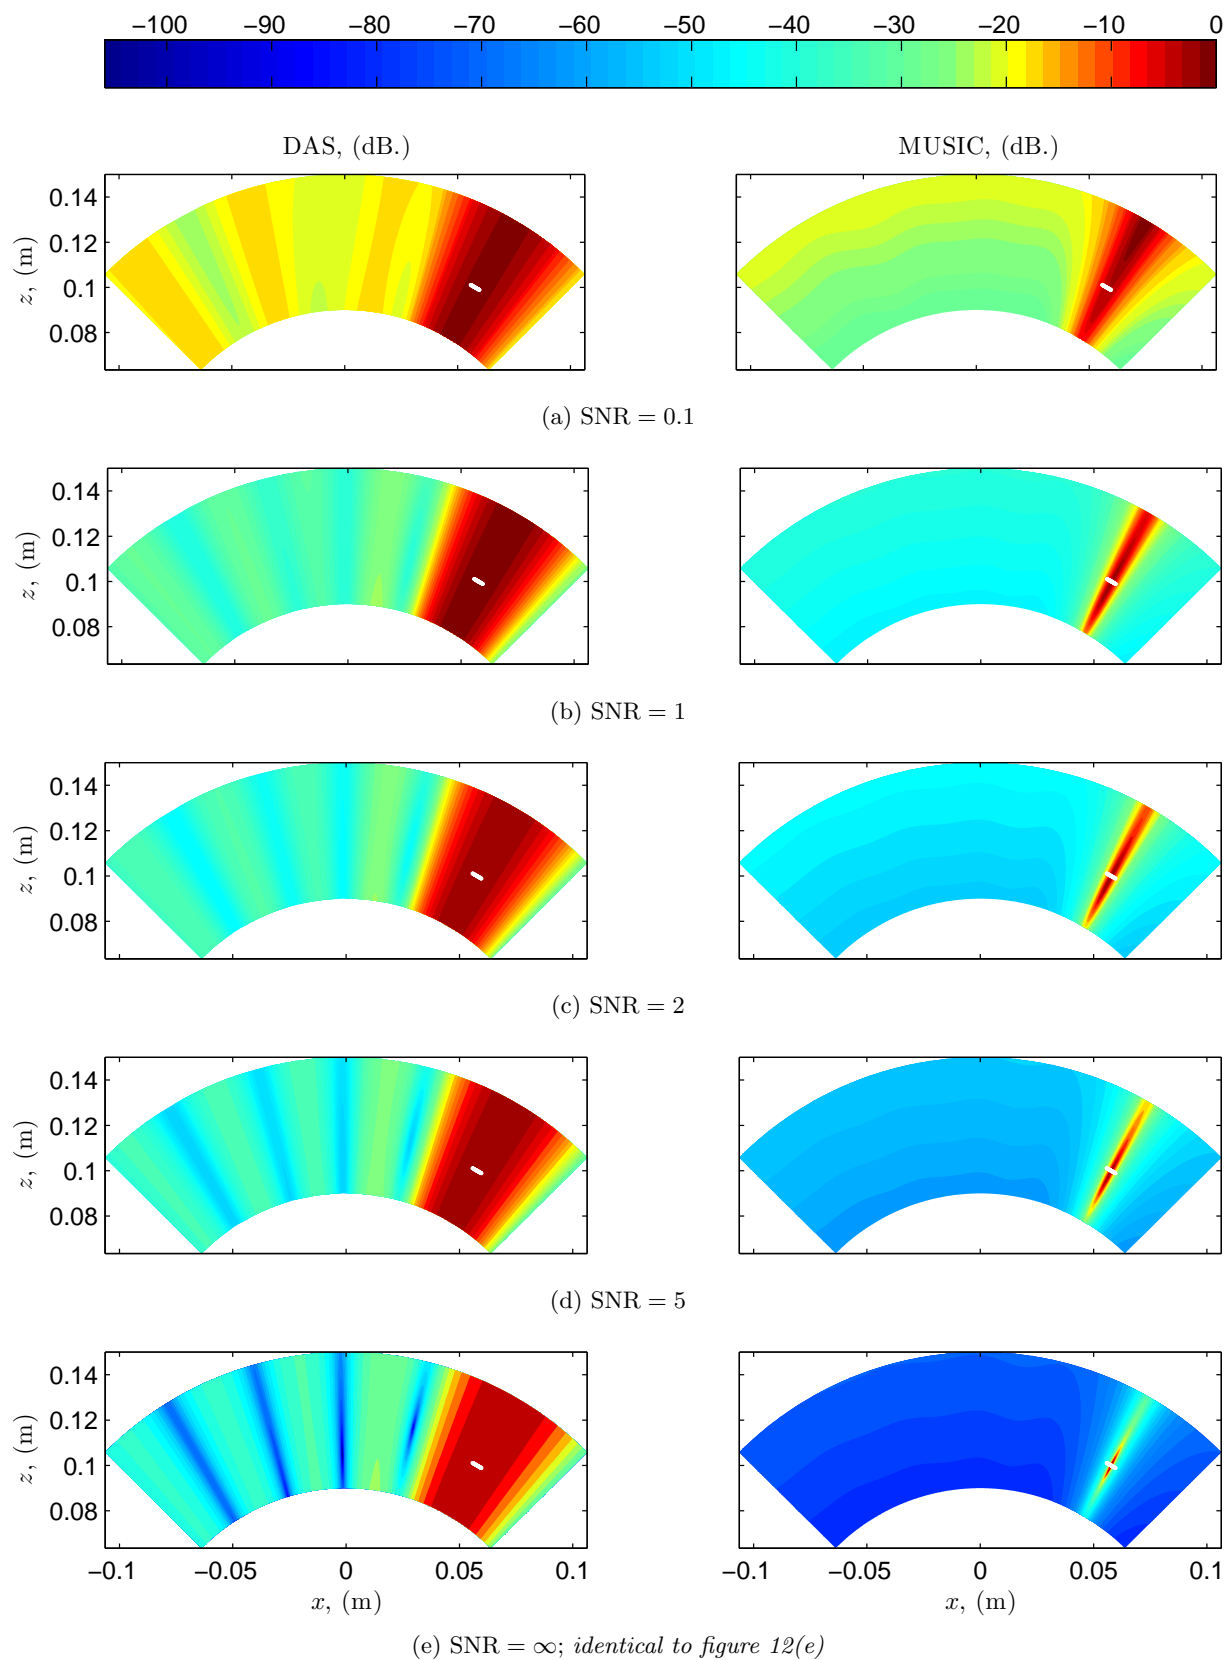 −100 −90 −80 −70 −60 −50 −40 −30 −20 −10 0
DAS, (dB.) MUSIC, (dB.)
0.14
0.12
0.1
0.08
z, (m)
(a) SNR = 0.1
0.14
0.12
0.1
0.08
z, (m)
(b) SNR = 1
0.14
0.12
0.1
0.08
z, (m)
(c) SNR = 2
0.14
0.12
0.1
0.08
z, (m)
(d) SNR = 5
0.14
0.12
0.1
0.08
z, (m)
−0.1 −0.05 0 0.05 0.1 −0.1 −0.05 0 0.05 0.1
x, (m) x, (m)
(e) SNR = ∞; identical to figure 12(e)